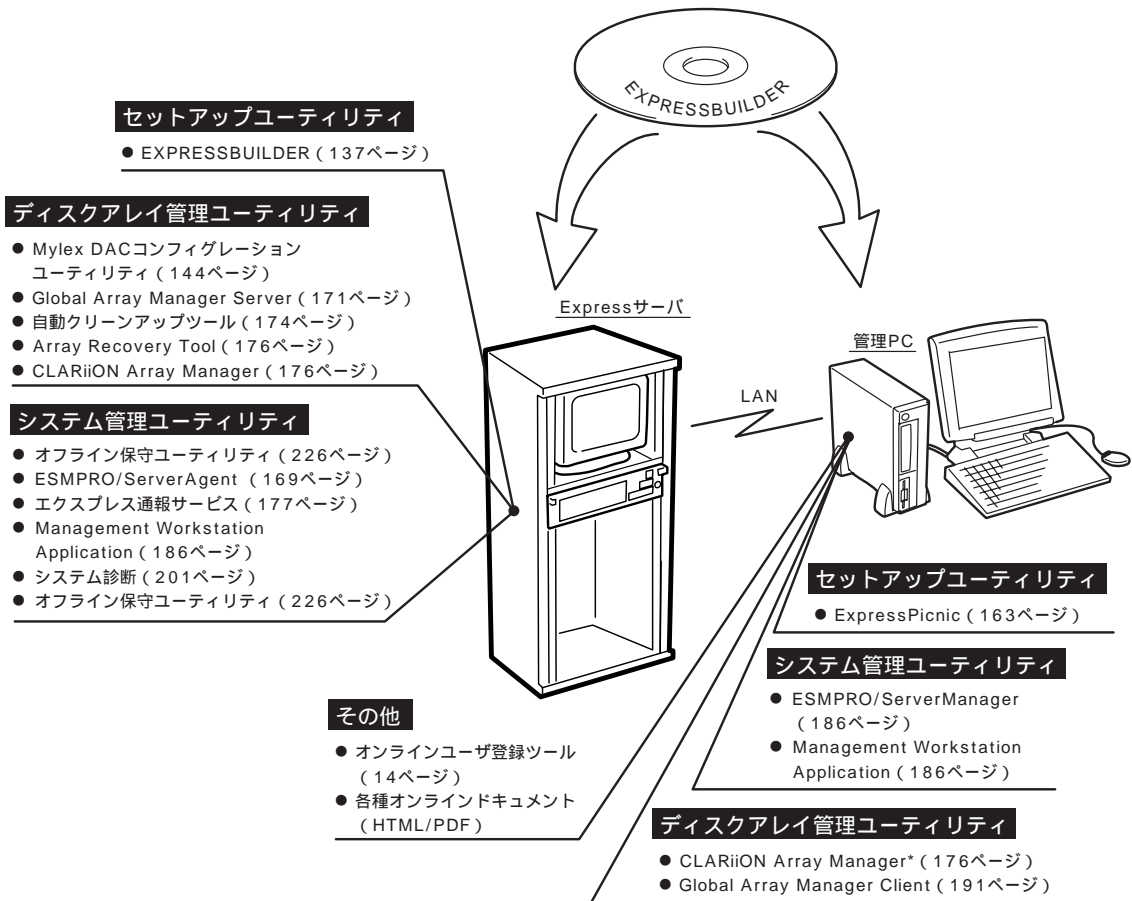 EXPRESSBUILDER
セットアップユーティリティ
● EXPRESSBUILDER（137ページ）
ディスクアレイ管理ユーティリティ
● Mylex DACコンフィグレーション
ユーティリティ（144ページ）
● Global Array Manager Server（171ページ）
● 自動クリーンアップツール（174ページ）
● Array Recovery Tool（176ページ）
● CLARiiON Array Manager（176ページ）
システム管理ユーティリティ
● オフライン保守ユーティリティ（226ページ）
● ESMPRO/ServerAgent（169ページ）
● エクスプレス通報サービス（177ページ）
● Management Workstation
Application（186ページ）
● システム診断（201ページ）
● オフライン保守ユーティリティ（226ページ）
Expressサーバ
LAN
管理PC
セットアップユーティリティ
● ExpressPicnic（163ページ）
システム管理ユーティリティ
● ESMPRO/ServerManager
（186ページ）
● Management Workstation
Application（186ページ）
その他
● オンラインユーザ登録ツール
（14ページ）
● 各種オンラインドキュメント
（HTML/PDF）
ディスクアレイ管理ユーティリティ
● CLARiiON Array Manager*（176ページ）
● Global Array Manager Client（191ページ）